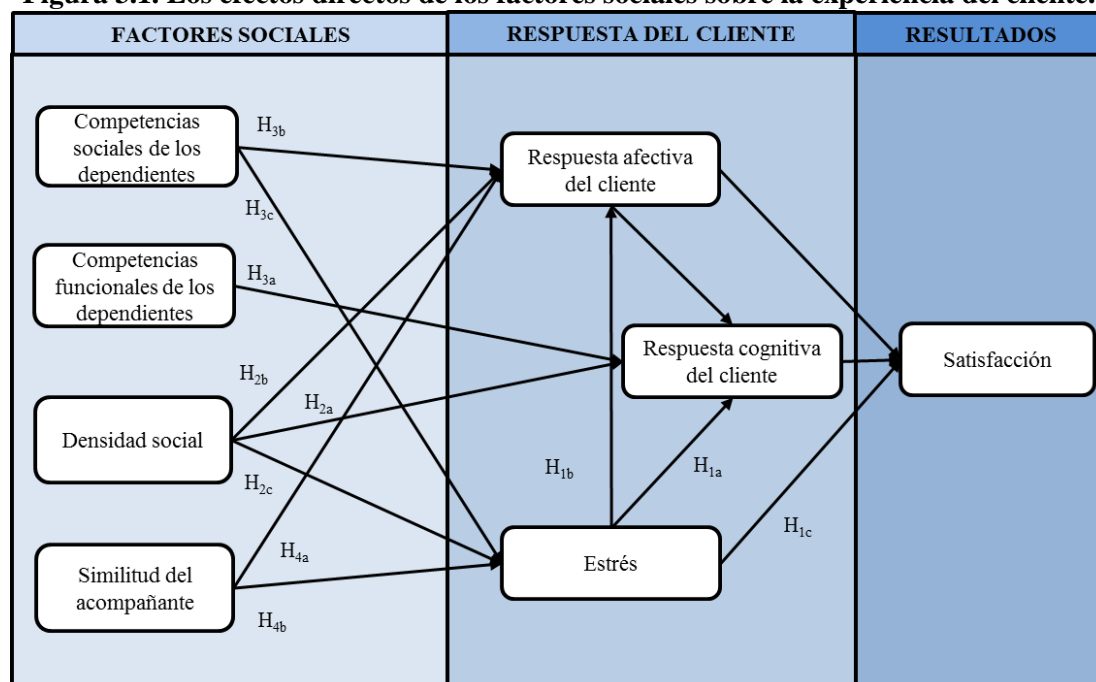 Figura 3.1. Los efectos directos de los factores sociales sobre la experiencia del cliente.
FACTORES SOCIALES
RESPUESTA DEL CLIENTE
RESULTADOS
Competencias
sociales de los
dependientes
H3b
H3c
Respuesta afectiva
del cliente
Competencias
funcionales de los
dependientes
H3a
Respuesta cognitiva
del cliente
Satisfacción
H2b
H2a
Densidad social
H2c
H1b
H1a
H1c
Similitud del
acompañante
H4a
H4b
Estrés